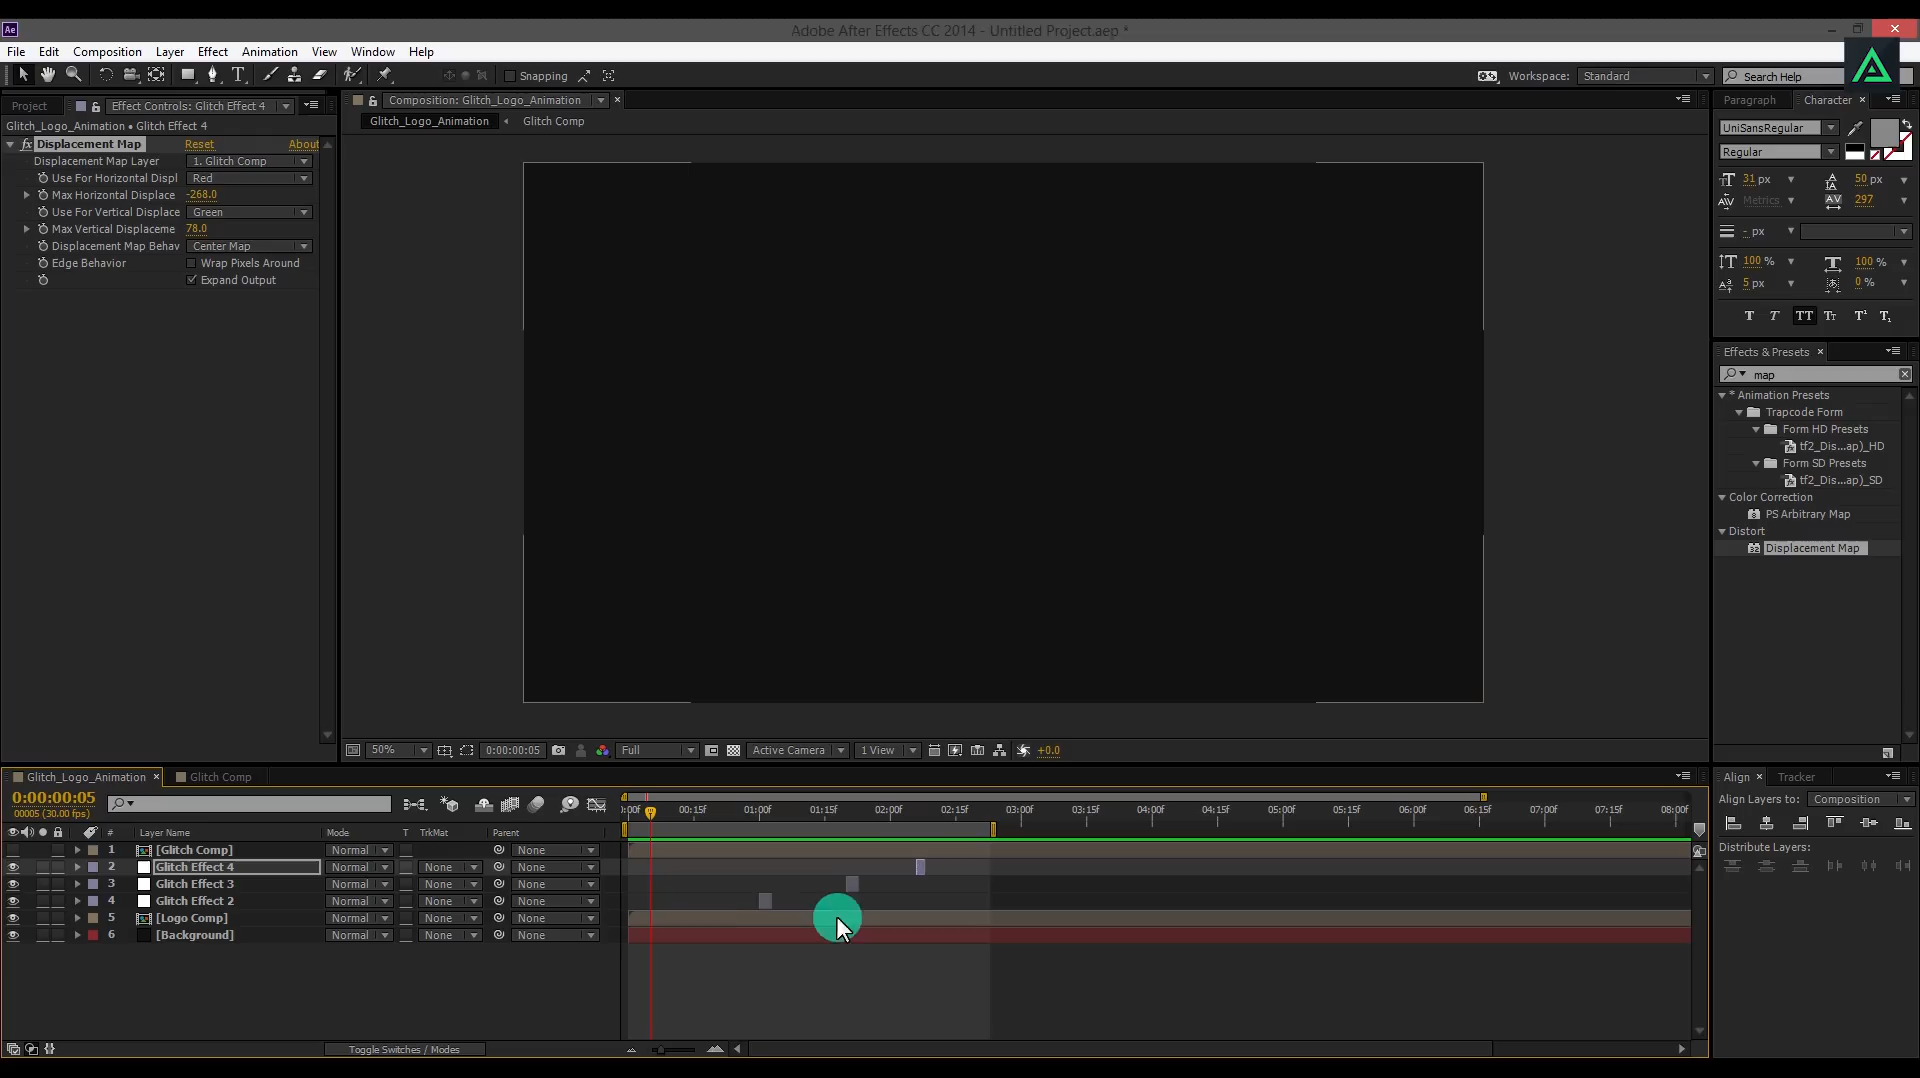 Ae
Adobe After Effects CC 2014 - Untitled Project.aep *
File Edit Composition Layer Effect Animation View Window Help
T Snapping Workspace: Standard Search Help
Project Effect Controls: Glitch Effect 4
Glitch_Logo_Animation • Glitch Effect 4
fx Displacement Map Reset About
Displacement Map Layer 1. Glitch Comp
Use For Horizontal Displ Red
Max Horizontal Displace -268.0
Use For Vertical Displace Green
Max Vertical Displaceme 78.0
Displacement Map Behav Center Map
Edge Behavior Wrap Pixels Around
Expand Output
Composition: Glitch_Logo_Animation
Glitch_Logo_Animation Glitch Comp
50% 0:00:00:05 Full Active Camera 1 View +0.0
Paragraph Character
UniSansRegular
Regular
31 px 50 px
Metrics 297
- px
100 % 100 %
5 px 0 %
T T TT Tt T¹ T₁
Effects & Presets
map
* Animation Presets
Trapcode Form
Form HD Presets
tf2_Dis...ap)_HD
Form SD Presets
tf2_Dis...ap)_SD
Color Correction
PS Arbitrary Map
Distort
Displacement Map
Glitch_Logo_Animation Glitch Comp
0:00:00:05
00005 (30.00 fps)
:00f 00:15f 01:00f 01:15f 02:00f 02:15f 03:00f 03:15f 04:00f 04:15f 05:00f 05:15f 06:00f 06:15f 07:00f 07:15f 08:00f
# Layer Name Mode T TrkMat Parent
1 [Glitch Comp] Normal None
2 Glitch Effect 4 Normal None None
3 Glitch Effect 3 Normal None None
4 Glitch Effect 2 Normal None None
5 [Logo Comp] Normal None None
6 [Background] Normal None None
Toggle Switches / Modes
Align Tracker
Align Layers to: Composition
Distribute Layers: